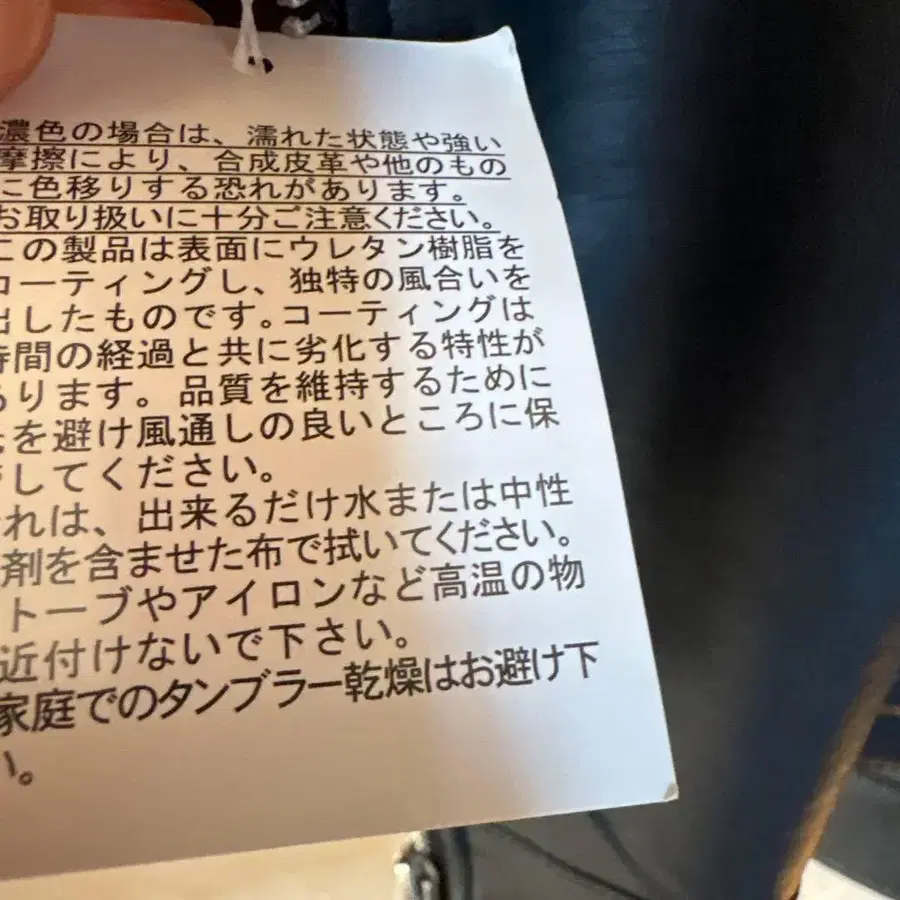 濃色の場合は、濡れた状態や強い
摩擦により、合成皮革や他のもの
に色移りする恐れがあります。
お取り扱いに十分ご注意ください。
この製品は表面にウレタン樹脂を
コーティングし、独特の風合いを
出したものです。コーティングは
時間の経過と共に劣化する特性が
あります。品質を維持するために
を避け風通しの良いところに保
してください。
れは、出来るだけ水または中性
剤を含ませた布で拭いてください。
トーブやアイロンなど高温の物
近付けないで下さい。
家庭でのタンブラー乾燥はお避け下
い。